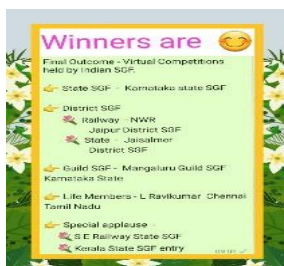 Winners are
Final Outcome - Virtual Competitions
held by Indian SGF.
State SGF - Karnataka state SGF
District SGF
Railway - NWR
Jaipur District SGF
State - Jaisalmer
District SGF
Guild SGF - Mangaluru Guild SGF
Karnataka State
Life Members - L Ravikumar Chennai
Tamil Nadu
Special applause -
S E Railway State SGF
Kerala State SGF entry